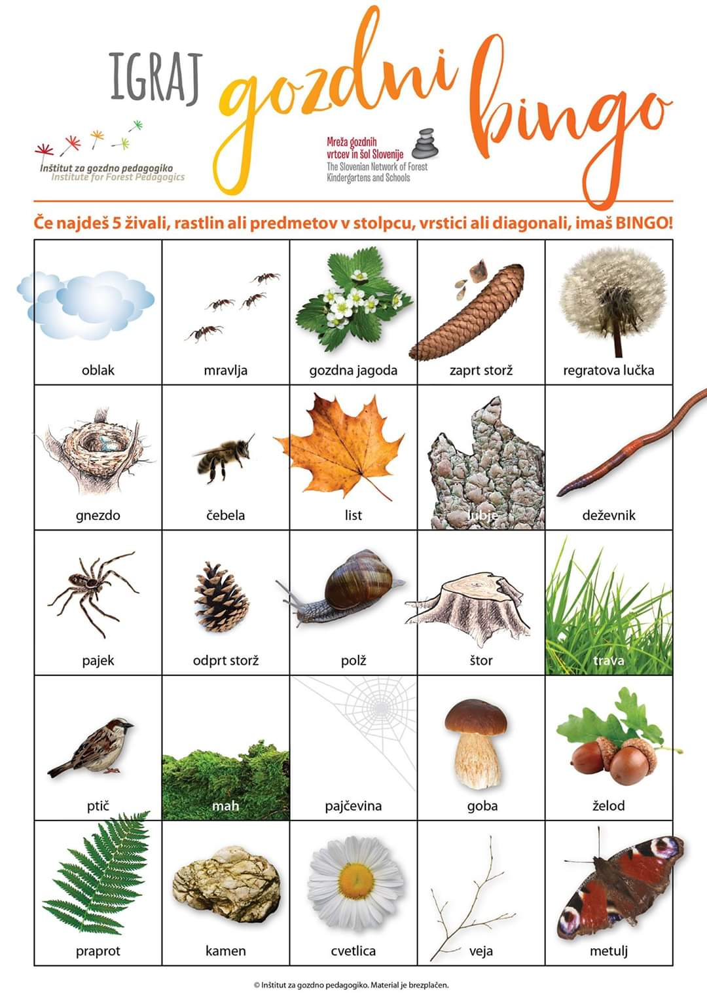 IGRAJ gozdni bingo
Inštitut za gozdno pedagogiko
Institute for Forest Pedagogics
Mreža gozdnih
vrtcev in šol Slovenije
The Slovenian Network of Forest
Kindergartens and Schools
Če najdeš 5 živali, rastlin ali predmetov v stolpcu, vrstici ali diagonali, imaš BINGO!
oblak
mravlja
gozdna jagoda
zaprt storž
regratova lučka
gnezdo
čebela
list
lubje
deževnik
pajek
odprt storž
polž
štor
trava
ptič
mah
pajčevina
goba
želod
praprot
kamen
cvetlica
veja
metulj
© Inštitut za gozdno pedagogiko. Material je brezplačen.